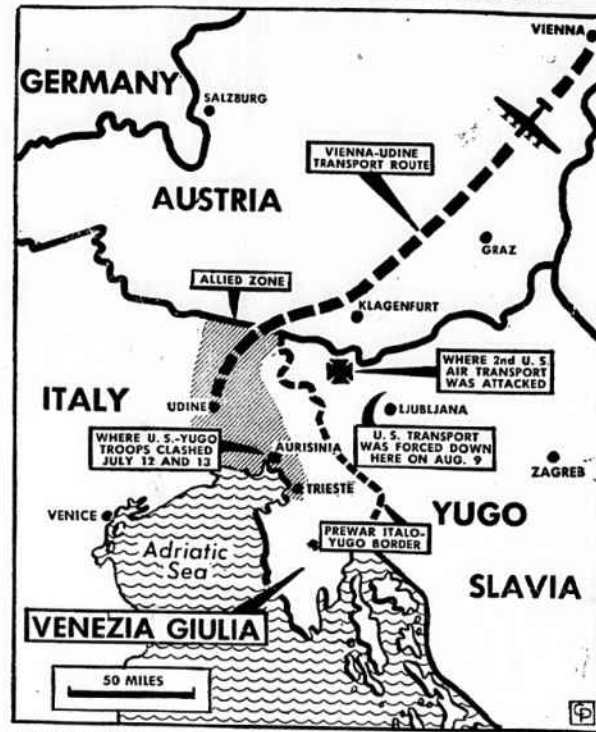 VIENNA
GERMANY
SALZBURG
VIENNA-UDINE
TRANSPORT ROUTE
AUSTRIA
GRAZ
ALLIED ZONE
KLAGENFURT
WHERE 2nd U. S.
AIR TRANSPORT
WAS ATTACKED
ITALY
UDINE
LJUBLJANA
WHERE U. S.-YUGO
TROOPS CLASHED
JULY 12 AND 13
AURISINIA
U. S. TRANSPORT
WAS FORCED DOWN
HERE ON AUG. 9
ZAGREB
TRIESTE
VENICE
YUGO
SLAVIA
Adriatic
Sea
PREWAR ITALO-
YUGO BORDER
VENEZIA GIULIA
50 MILES
CP